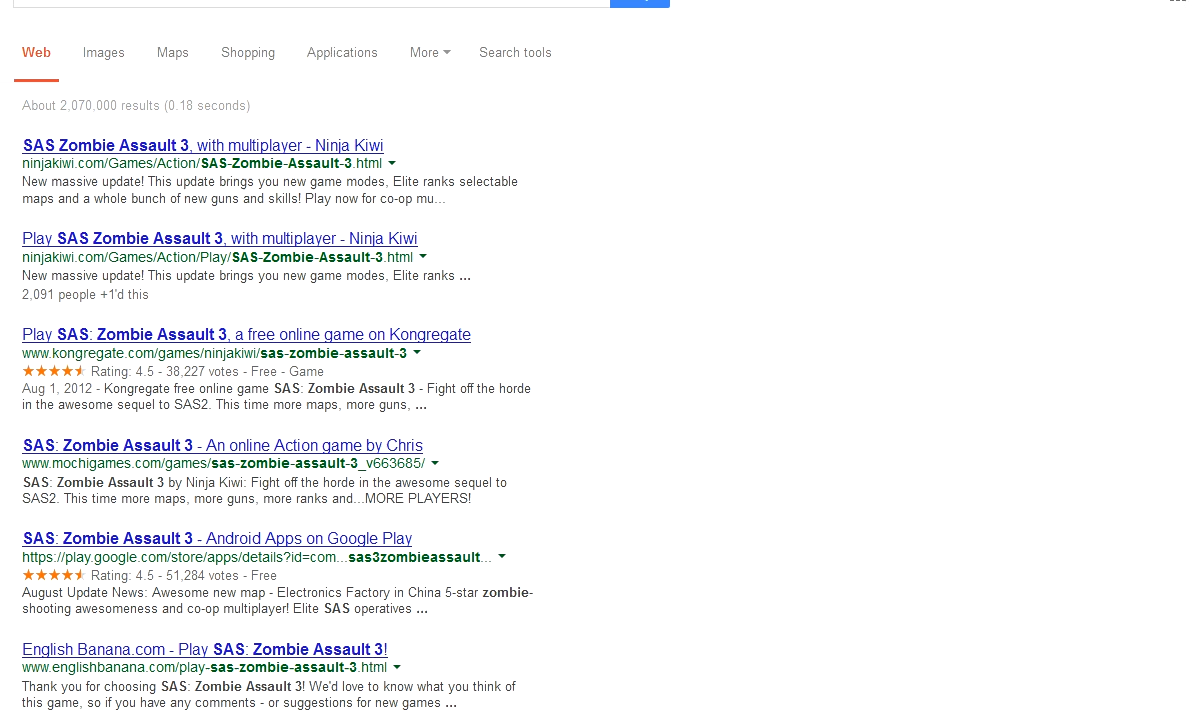 Web Images Maps Shopping Applications More Search tools
About 2,070,000 results (0.18 seconds)
SAS Zombie Assault 3, with multiplayer - Ninja Kiwi
ninjakiwi.com/Games/Action/SAS-Zombie-Assault-3.html
New massive update! This update brings you new game modes, Elite ranks selectable
maps and a whole bunch of new guns and skills! Play now for co-op mu...
Play SAS Zombie Assault 3, with multiplayer - Ninja Kiwi
ninjakiwi.com/Games/Action/Play/SAS-Zombie-Assault-3.html
New massive update! This update brings you new game modes, Elite ranks ...
2,091 people +1'd this
Play SAS: Zombie Assault 3, a free online game on Kongregate
www.kongregate.com/games/ninjakiwi/sas-zombie-assault-3
Rating: 4.5 - 38,227 votes - Free - Game
Aug 1, 2012 - Kongregate free online game SAS: Zombie Assault 3 - Fight off the horde
in the awesome sequel to SAS2. This time more maps, more guns, ...
SAS: Zombie Assault 3 - An online Action game by Chris
www.mochigames.com/games/sas-zombie-assault-3_v663685/
SAS: Zombie Assault 3 by Ninja Kiwi: Fight off the horde in the awesome sequel to
SAS2. This time more maps, more guns, more ranks and...MORE PLAYERS!
SAS: Zombie Assault 3 - Android Apps on Google Play
https://play.google.com/store/apps/details?id=com...sas3zombieassault...
Rating: 4.5 - 51,284 votes - Free
August Update News: Awesome new map - Electronics Factory in China 5-star zombie-
shooting awesomeness and co-op multiplayer! Elite SAS operatives ...
English Banana.com - Play SAS: Zombie Assault 3!
www.englishbanana.com/play-sas-zombie-assault-3.html
Thank you for choosing SAS: Zombie Assault 3! We'd love to know what you think of
this game, so if you have any comments - or suggestions for new games ...